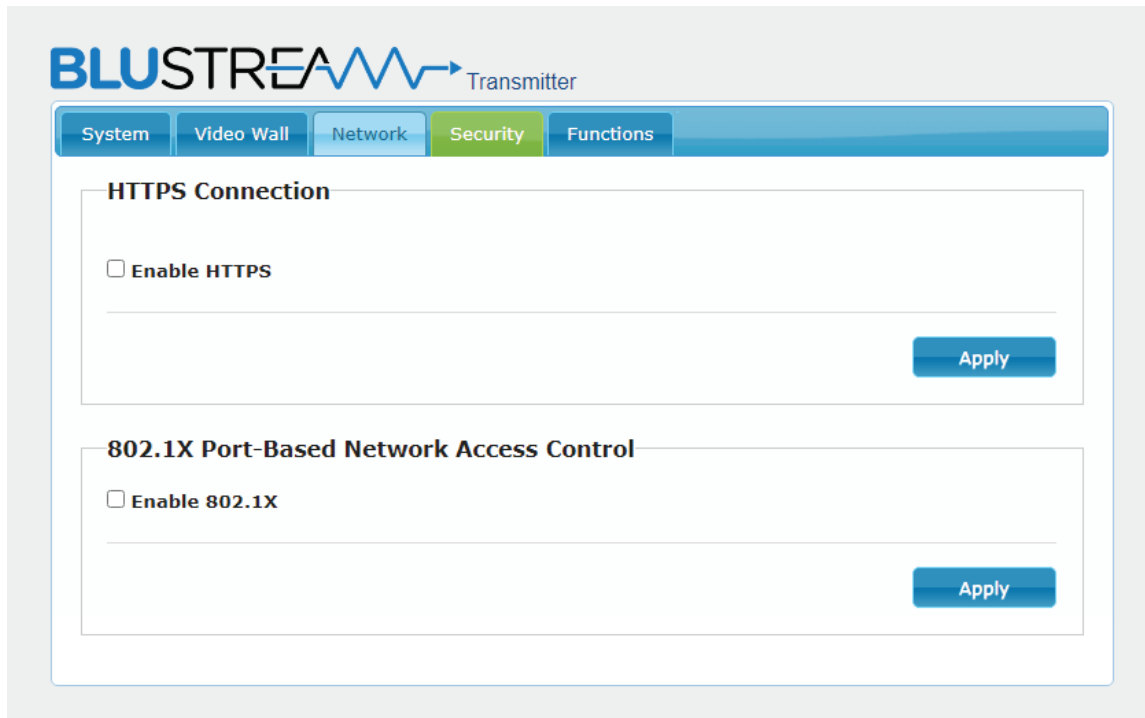 BLUSTREAM Transmitter
System Video Wall Network Security Functions
HTTPS Connection
Enable HTTPS
Apply
802.1X Port-Based Network Access Control
Enable 802.1X
Apply